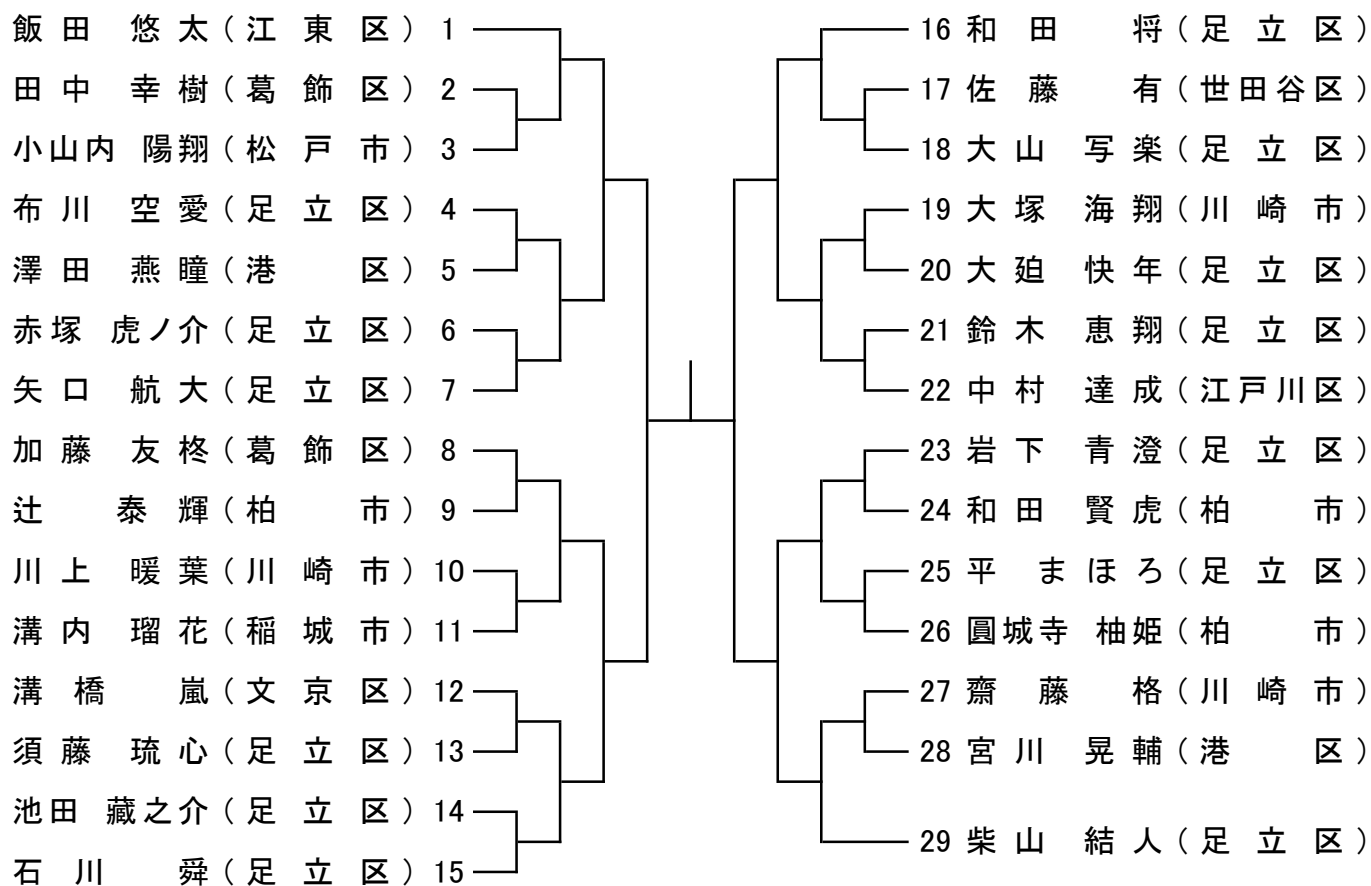 飯田 悠太(江東区) 1
田中 幸樹(葛飾区) 2
小山内 陽翔(松戸市) 3
布川 空愛(足立区) 4
澤田 燕瞳(港区) 5
赤塚 虎ノ介(足立区) 6
矢口 航大(足立区) 7
加藤 友柊(葛飾区) 8
辻 泰輝(柏市) 9
川上 暖葉(川崎市) 10
溝内 瑠花(稲城市) 11
溝橋 嵐(文京区) 12
須藤 琉心(足立区) 13
池田 藏之介(足立区) 14
石川 舜(足立区) 15
16 和田 将(足立区)
17 佐藤 有(世田谷区)
18 大山 写楽(足立区)
19 大塚 海翔(川崎市)
20 大廹 快年(足立区)
21 鈴木 恵翔(足立区)
22 中村 達成(江戸川区)
23 岩下 青澄(足立区)
24 和田 賢虎(柏市)
25 平 まほろ(足立区)
26 圓城寺 柚姫(柏市)
27 齋藤 格(川崎市)
28 宮川 晃輔(港区)
29 柴山 結人(足立区)